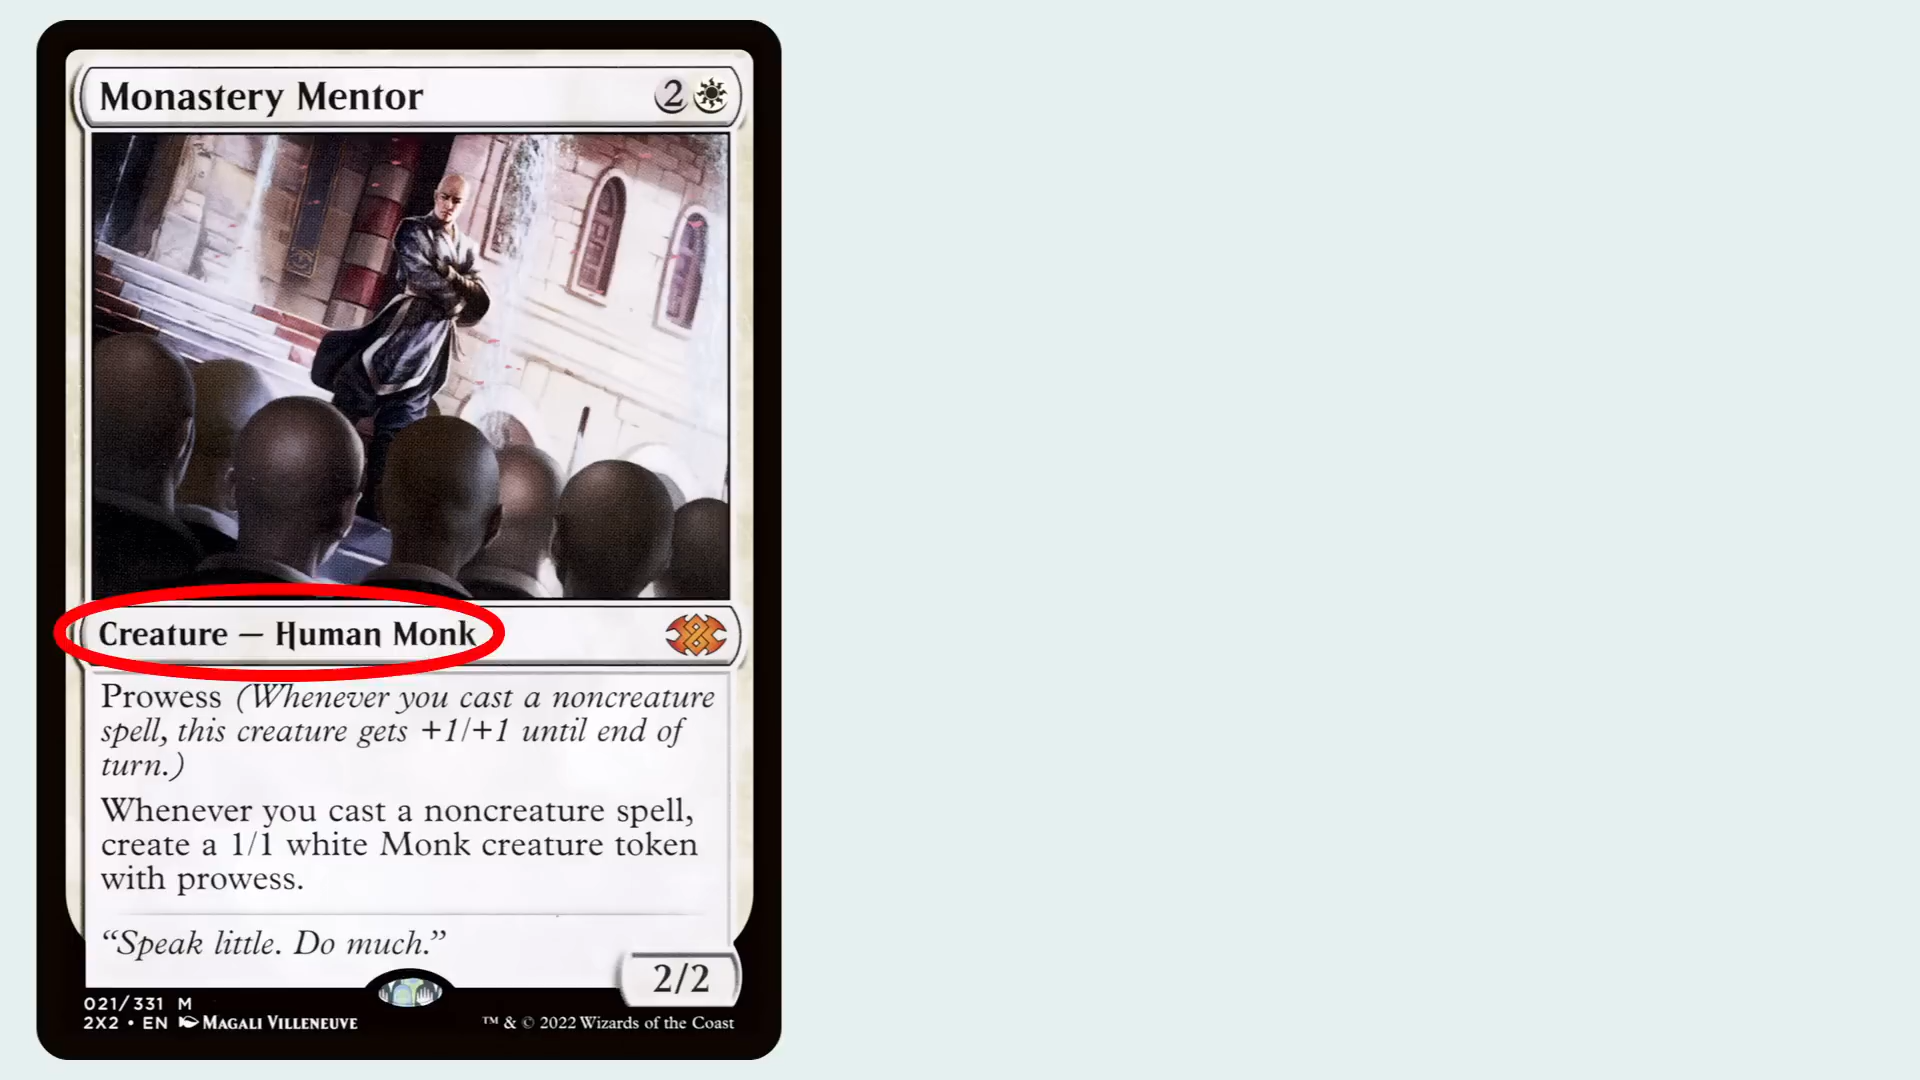 Monastery Mentor 2
Creature — Human Monk
Prowess (Whenever you cast a noncreature
spell, this creature gets +1/+1 until end of
turn.)
Whenever you cast a noncreature spell,
create a 1/1 white Monk creature token
with prowess.
“Speak little. Do much.”
2/2
021/331 M
2X2 • EN MAGALI VILLENEUVE
™ & © 2022 Wizards of the Coast